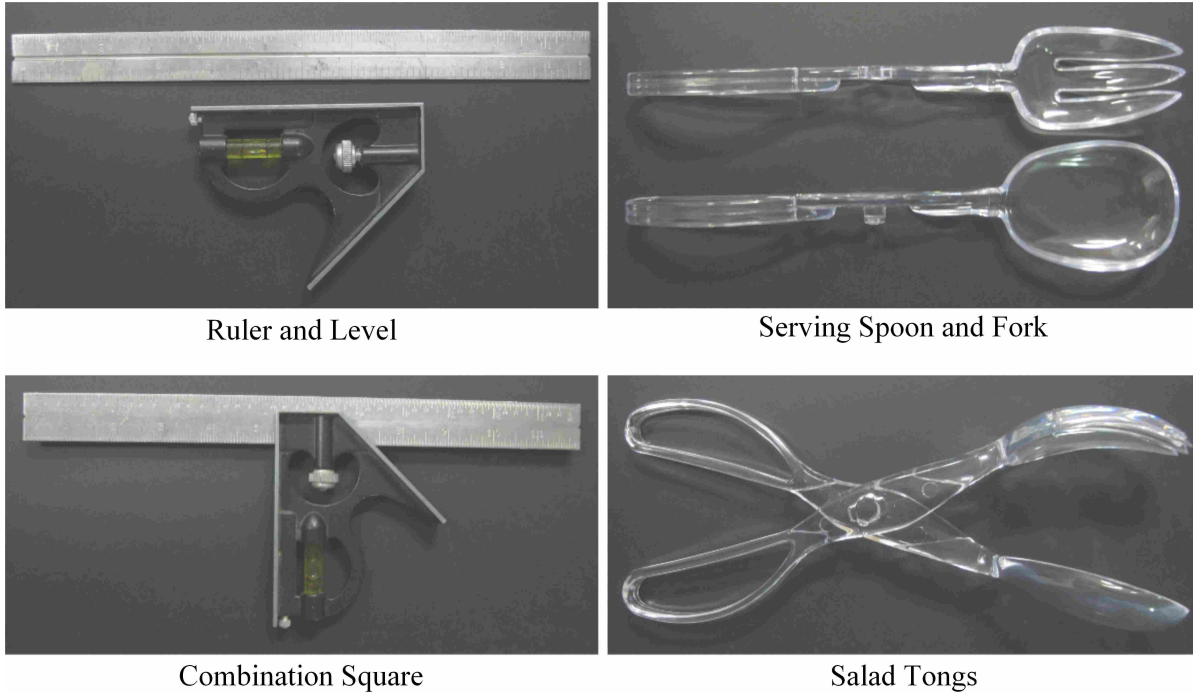 Ruler and Level
Serving Spoon and Fork
Combination Square
Salad Tongs